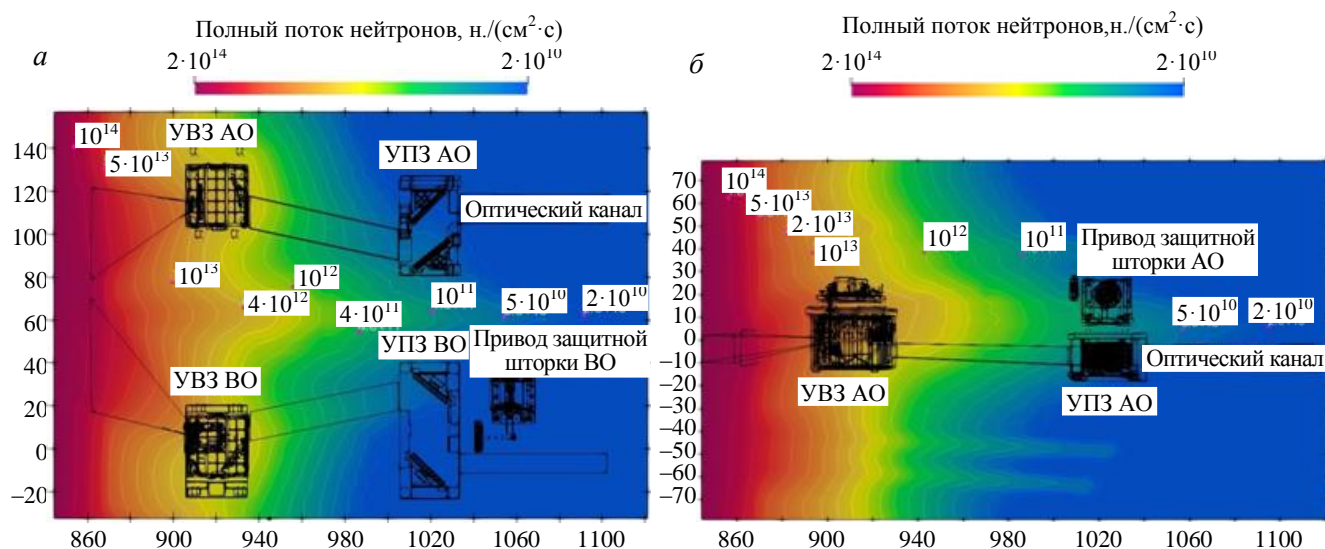 Полный поток нейтронов, н./(см²·с)
а
2·10¹⁴
2·10¹⁰
10¹⁴
5·10¹³
УВЗ АО
УПЗ АО
Оптический канал
10¹³
10¹²
4·10¹²
4·10¹¹
10¹¹
5·10¹⁰
2·10¹⁰
УПЗ ВО
Привод защитной
шторки ВО
УВЗ ВО
140
120
100
80
60
40
20
0
–20
860 900 940 980 1020 1060 1100
Полный поток нейтронов,н./(см²·с)
б
2·10¹⁴
2·10¹⁰
10¹⁴
5·10¹³
2·10¹³
10¹³
10¹²
10¹¹
Привод защитной
шторки АО
5·10¹⁰
2·10¹⁰
Оптический канал
УВЗ АО
УПЗ АО
70
60
50
40
30
20
10
0
–10
–20
–30
–40
–50
–60
–70
860 900 940 980 1020 1060 1100